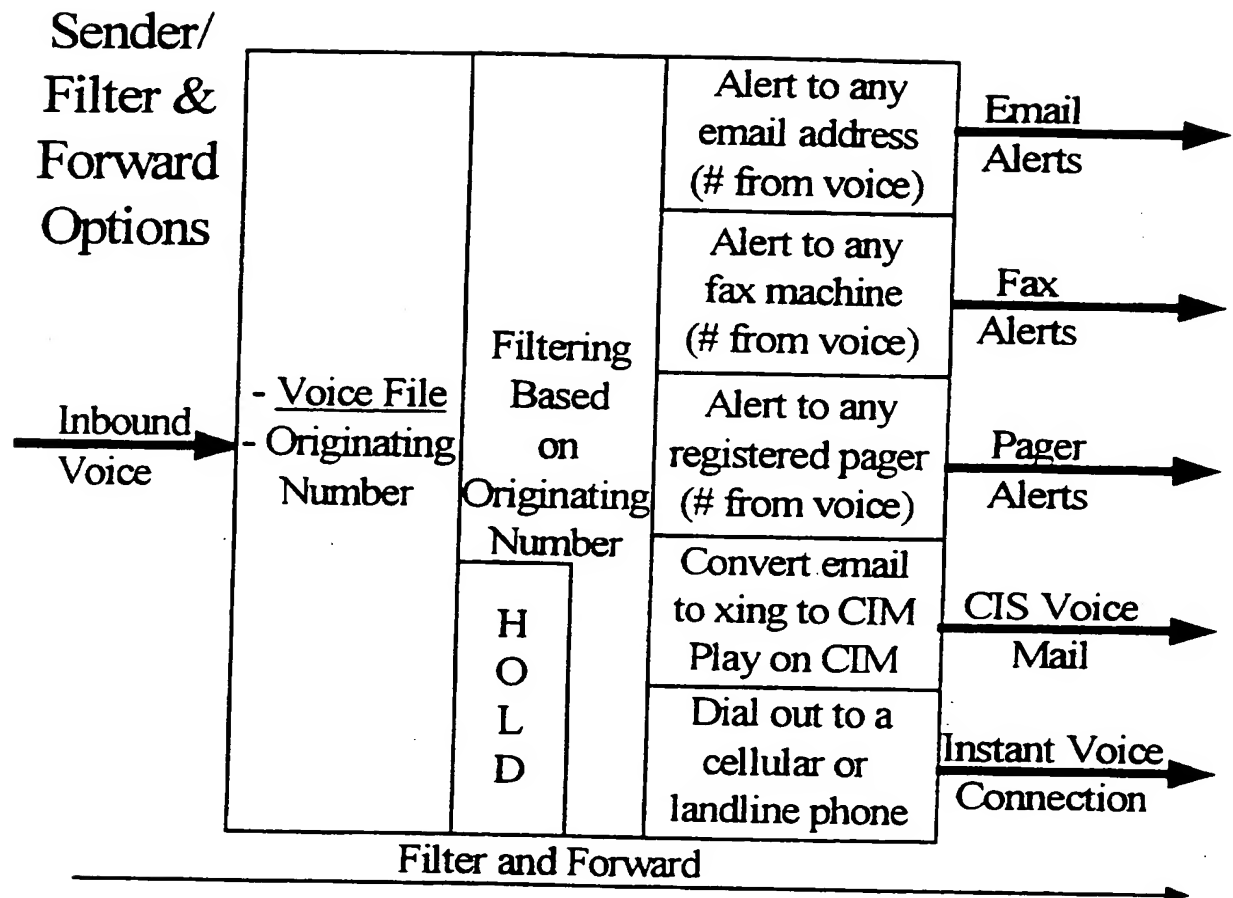 Sender/
Filter &
Forward
Options
Inbound
Voice
- Voice File
- Originating
Number
Filtering
Based
on
Originating
Number
H
O
L
D
Alert to any
email address
(# from voice)
Alert to any
fax machine
(# from voice)
Alert to any
registered pager
(# from voice)
Convert email
to xing to CIM
Play on CIM
Dial out to a
cellular or
landline phone
Email
Alerts
Fax
Alerts
Pager
Alerts
CIS Voice
Mail
Instant Voice
Connection
Filter and Forward